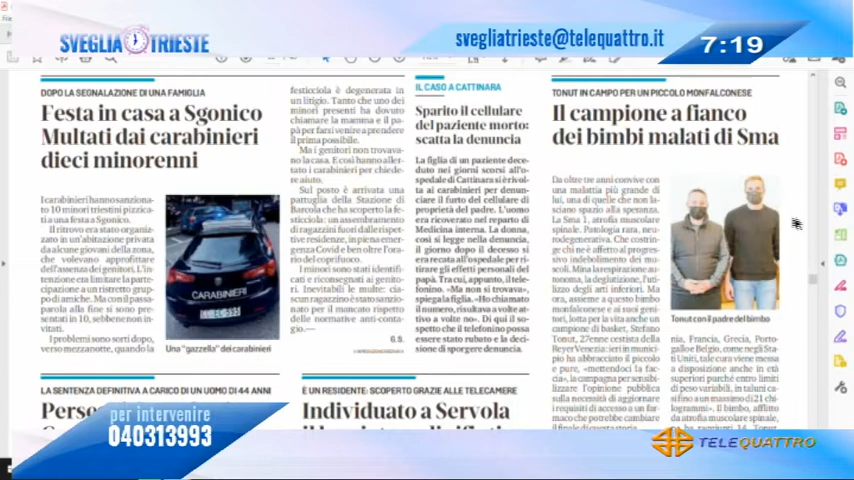 SVEGLIA TRIESTE
svegliatrieste@telequattro.it
7:19
DOPO LA SEGNALAZIONE DI UNA FAMIGLIA
Festa in casa a Sgonico
Multati dai carabinieri
dieci minorenni
I carabinieri hanno sanziona-
to 10 minori triestini pizzica-
ti a una festa a Sgonico.
Il ritrovo era stato organiz-
zato in un'abitazione privata
da alcune giovani della zona,
che volevano approfittare
dell'assenza dei genitori. L'in-
tenzione era limitare la parte-
cipazione a un ristretto grup-
po di amiche. Ma con il passa-
parola alla fine si sono pre-
sentati in 10, sebbene non in-
vitati.
I problemi sono sorti dopo,
verso mezzanotte, quando la
Una "gazzella" dei carabinieri
CARABINIERI
festicciola è degenerata in
un litigio. Tanto che uno dei
minori presenti ha dovuto
chiamare la mamma e il pa-
pà per farsi venire a prendere
il prima possibile.
Ma i genitori non trovava-
no la casa. E così hanno aller-
tato i carabinieri per chiede-
re aiuto.
Sul posto è arrivata una
pattuglia della Stazione di
Barcola che ha scoperto la fe-
sticciola: un assembramento
di ragazzini fuori dalle rispet-
tive residenze, in piena emer-
genza Covid e ben oltre l'ora-
rio del coprifuoco.
I minori sono stati identifi-
cati e riconsegnati ai genito-
ri. Inevitabili le multe: cia-
scun ragazzino è stato sanzio-
nato per il mancato rispetto
delle normative anti-conta-
gio.—
G.S.
IL CASO A CATTINARA
Sparito il cellulare
del paziente morto:
scatta la denuncia
La figlia di un paziente dece-
duto nei giorni scorsi all'o-
spedale di Cattinara si è rivol-
ta ai carabinieri per denun-
ciare il furto del cellulare di
proprietà del padre. L'uomo
era ricoverato nel reparto di
Medicina interna. La donna,
così si legge nella denuncia,
il giorno dopo il decesso si
era recata all'ospedale per ri-
tirare gli effetti personali del
papà. Tra cui, appunto, il tele-
fonino. «Ma non si trovava»,
spiega la figlia. «Ho chiamato
il numero, risultava a volte at-
tivo a volte no». Di qui il so-
spetto che il telefonino possa
essere stato rubato e la deci-
sione di sporgere denuncia.
TONUT IN CAMPO PER UN PICCOLO MONFALCONESE
Il campione a fianco
dei bimbi malati di Sma
Da oltre tre anni convive con
una malattia più grande di
lui, una di quelle che non la-
sciano spazio alla speranza.
La Sma 1, atrofia muscolare
spinale. Patologia rara, neu-
rodegenerativa. Che costrin-
ge chi ne è affetto al progres-
sivo indebolimento dei mu-
scoli. Mina la respirazione au-
tonoma, la deglutizione, l'uti-
lizzo degli arti inferiori. Ma
ora, assieme a questo bimbo
monfalconese e ai suoi geni-
tori, lotta per la vita anche un
campione di basket, Stefano
Tonut, 27enne cestista della
Reyer Venezia: ieri in munici-
pio ha abbracciato il piccolo
e pure, «mettendoci la fac-
cia», la campagna per sensibi-
lizzare l'opinione pubblica
sulla necessità di aggiornare
i requisiti di accesso a un far-
maco che potrebbe cambiare
il finale di questa storia.
Tonut con il padre del bimbo
nia, Francia, Grecia, Porto-
gallo e Belgio, come negli Sta-
ti Uniti, tale cura viene messa
a disposizione anche in età
superiori purché entro limiti
di peso variabili, in taluni ca-
si fino a un massimo di 21 chi-
logrammi». Il bimbo, afflitto
da atrofia muscolare spinale,
LA SENTENZA DEFINITIVA A CARICO DI UN UOMO DI 44 ANNI
È UN RESIDENTE: SCOPERTO GRAZIE ALLE TELECAMERE
Individuato a Servola
per intervenire
040313993
TELEQUATTRO